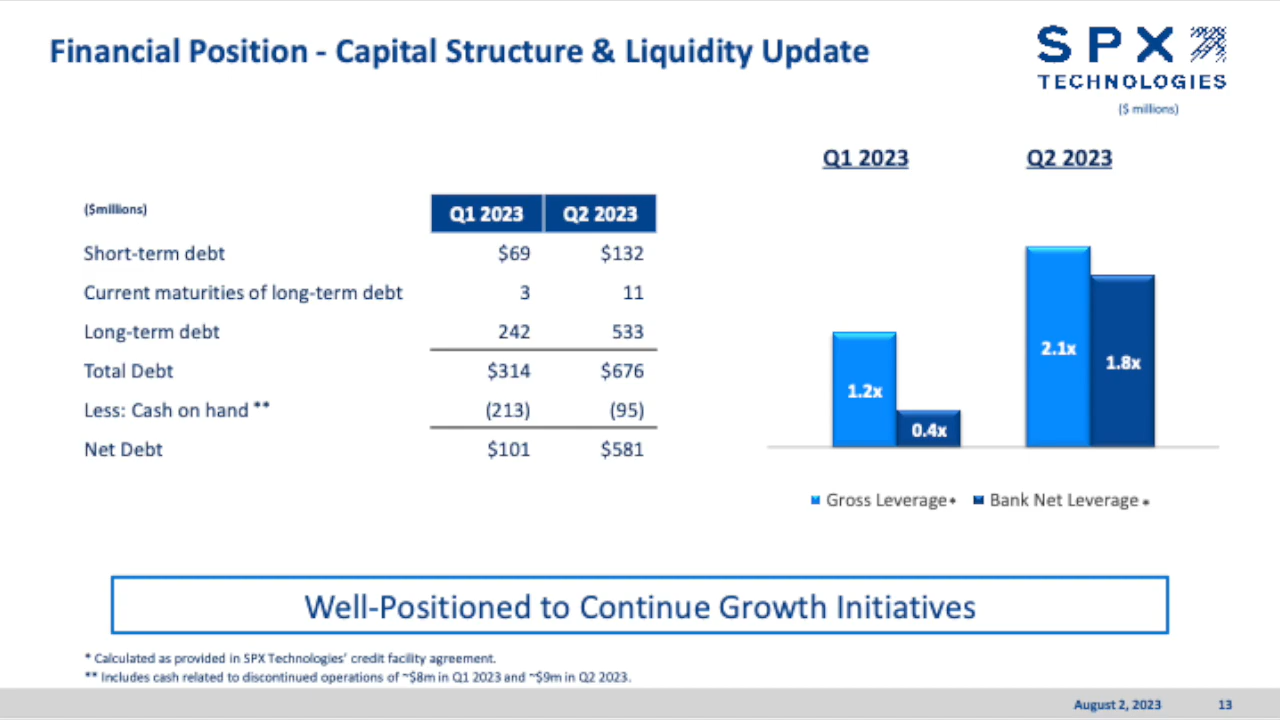 Financial Position - Capital Structure & Liquidity Update
SPX
TECHNOLOGIES
($ millions)
Q1 2023 Q2 2023
($millions) Q1 2023 Q2 2023
Short-term debt $69 $132
Current maturities of long-term debt 3 11
Long-term debt 242 533
Total Debt $314 $676
Less: Cash on hand ** (213) (95)
Net Debt $101 $581
1.2x 0.4x 2.1x 1.8x
Gross Leverage* Bank Net Leverage *
Well-Positioned to Continue Growth Initiatives
* Calculated as provided in SPX Technologies' credit facility agreement.
** Includes cash related to discontinued operations of ~$8m in Q1 2023 and ~$9m in Q2 2023.
August 2, 2023 13